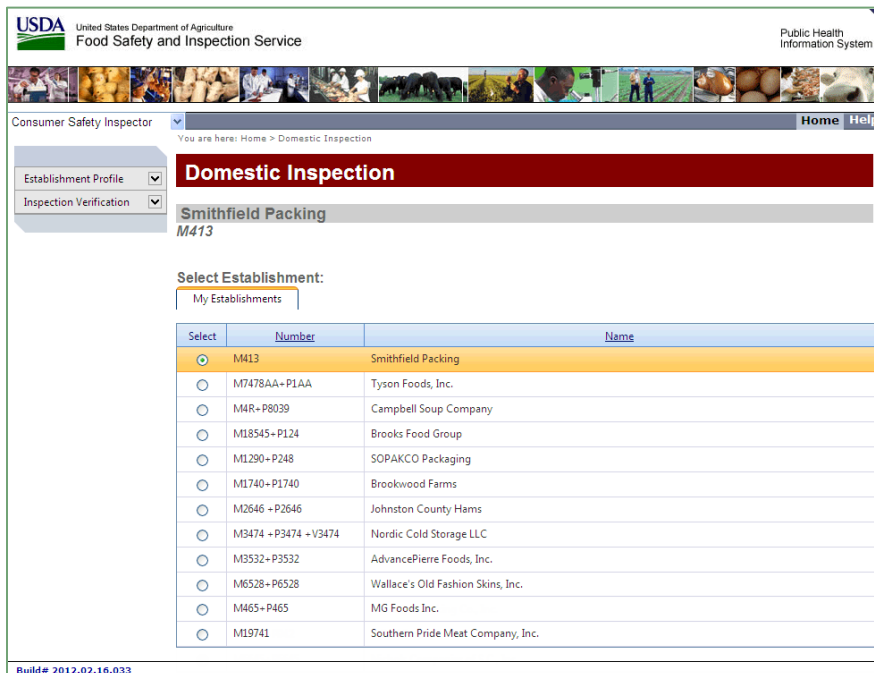 USDA
United States Department of Agriculture
Food Safety and Inspection Service
Public Health
Information System
Consumer Safety Inspector
Home Help
You are here: Home > Domestic Inspection
Establishment Profile
Inspection Verification
Domestic Inspection
Smithfield Packing
M413
Select Establishment:
My Establishments
Select Number Name
M413 Smithfield Packing
M7478AA+P1AA Tyson Foods, Inc.
M4R+P8039 Campbell Soup Company
M18545+P124 Brooks Food Group
M1290+P248 SOPAKCO Packaging
M1740+P1740 Brookwood Farms
M2646 +P2646 Johnston County Hams
M3474 +P3474 +V3474 Nordic Cold Storage LLC
M3532+P3532 AdvancePierre Foods, Inc.
M6528+P6528 Wallace's Old Fashion Skins, Inc.
M465+P465 MG Foods Inc.
M19741 Southern Pride Meat Company, Inc.
Build# 2012.02.16.033